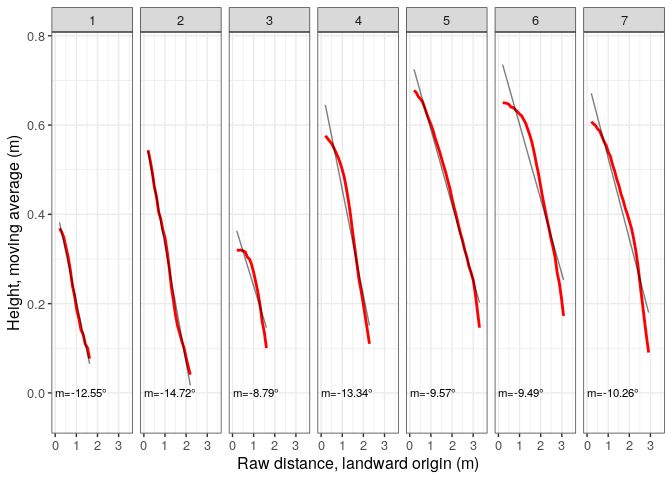 1 2 3 4 5 6 7
0.8
0.6
0.4
0.2
0.0
Height, moving average (m)
m=-12.55° m=-14.72° m=-8.79° m=-13.34° m=-9.57° m=-9.49° m=-10.26°
0 1 2 3 0 1 2 3 0 1 2 3 0 1 2 3 0 1 2 3 0 1 2 3 0 1 2 3
Raw distance, landward origin (m)